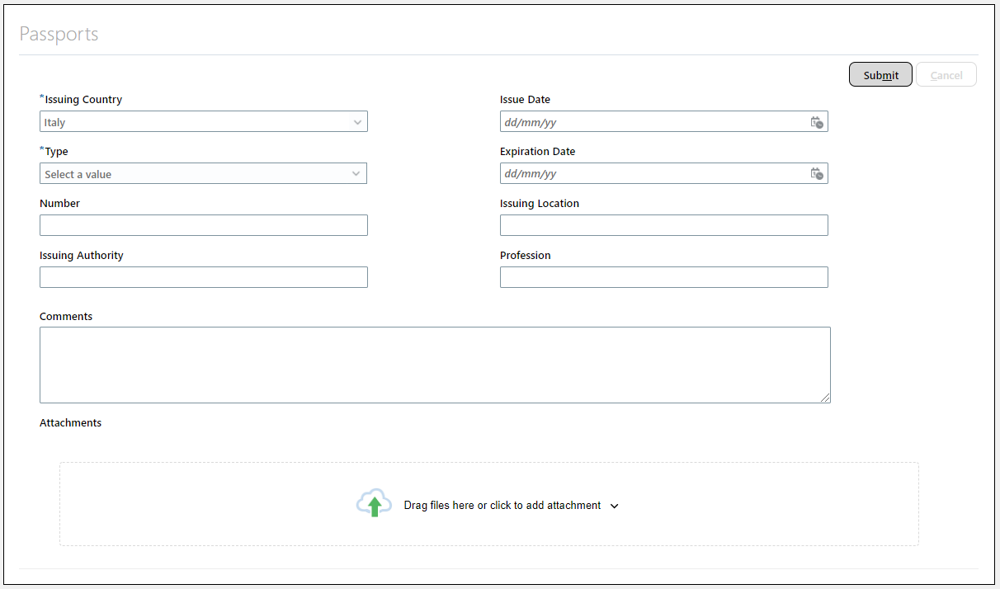 Passports
Submit Cancel
*Issuing Country
Italy
Issue Date
dd/mm/yy
*Type
Select a value
Expiration Date
dd/mm/yy
Number
Issuing Location
Issuing Authority
Profession
Comments
Attachments
Drag files here or click to add attachment